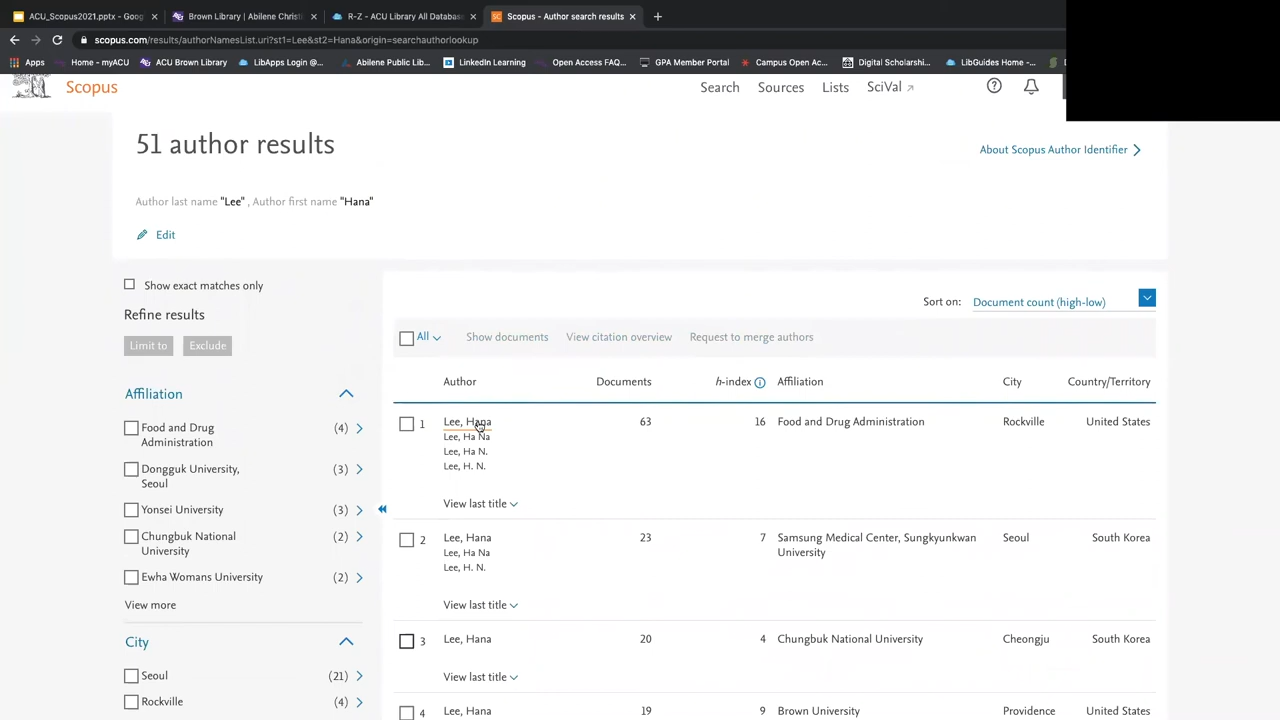 ACU_Scopus2021.pptx - Goog
Brown Library | Abilene Christi
R-Z - ACU Library All Database
Scopus - Author search results
scopus.com/results/authorNamesList.uri?st1=Lee&st2=Hana&origin=searchauthorlookup
Apps
Home - myACU
ACU Brown Library
LibApps Login @...
Abilene Public Lib...
LinkedIn Learning
Open Access FAQ...
GPA Member Portal
Campus Open Ac...
Digital Scholarshi...
LibGuides Home -...
Scopus
Search
Sources
Lists
SciVal
51 author results
About Scopus Author Identifier
Author last name "Lee" , Author first name "Hana"
Edit
Show exact matches only
Refine results
Limit to
Exclude
Affiliation
Food and Drug
Administration
(4)
Dongguk University,
Seoul
(3)
Yonsei University
(3)
Chungbuk National
University
(2)
Ewha Womans University
(2)
View more
City
Seoul
(21)
Rockville
(4)
Sort on:
Document count (high-low)
All
Show documents
View citation overview
Request to merge authors
Author
Documents
h-index
Affiliation
City
Country/Territory
1
Lee, Hana
Lee, Ha Na
Lee, Ha N.
Lee, H. N.
63
16
Food and Drug Administration
Rockville
United States
View last title
2
Lee, Hana
Lee, Ha Na
Lee, H. N.
23
7
Samsung Medical Center, Sungkyunkwan
University
Seoul
South Korea
View last title
3
Lee, Hana
20
4
Chungbuk National University
Cheongju
South Korea
View last title
4
Lee, Hana
19
9
Brown University
Providence
United States